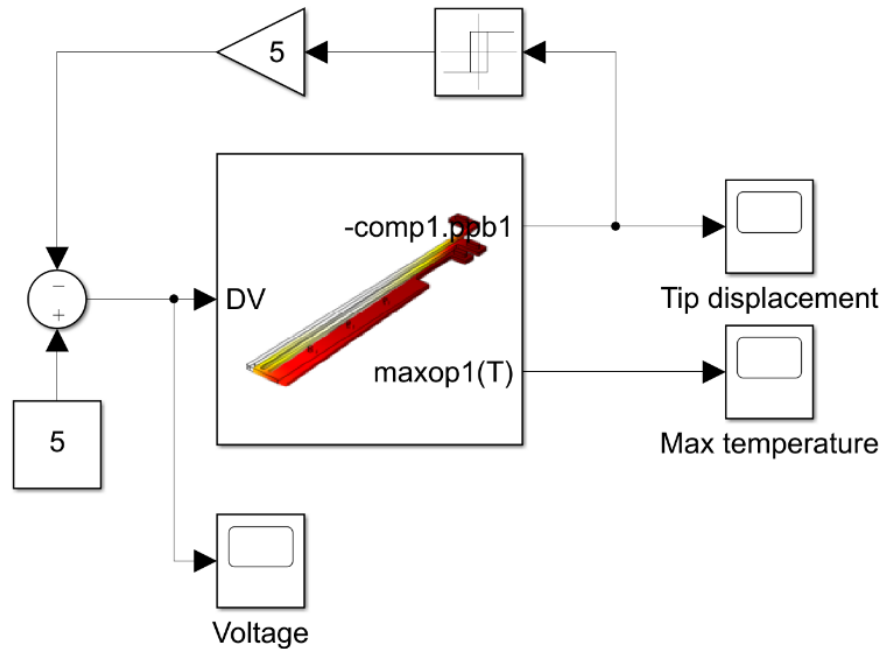 5
-comp1.ppb1
DV
Tip displacement
maxop1(T)
5
Max temperature
Voltage